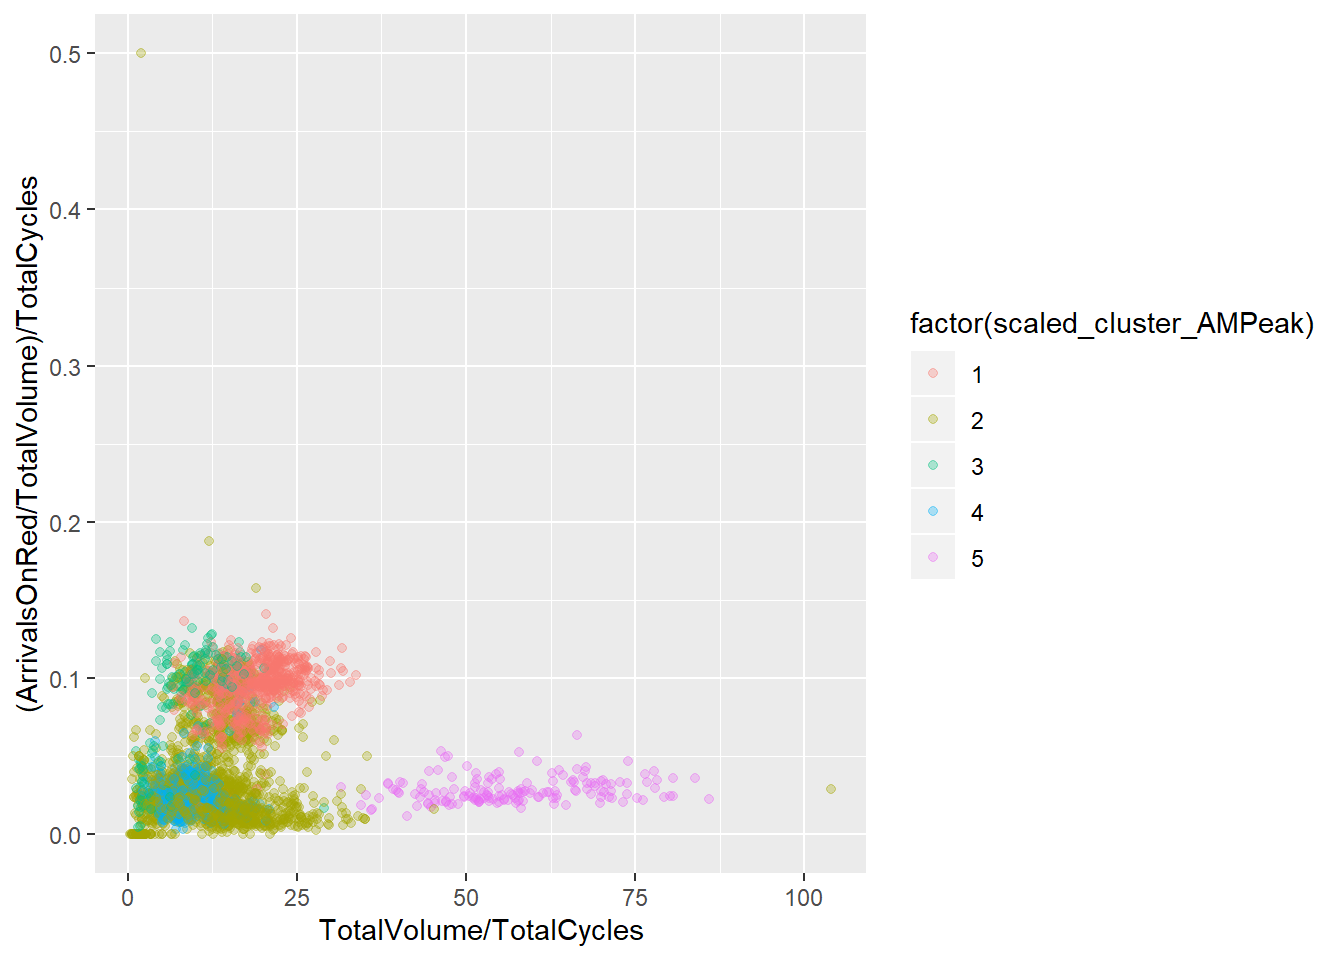 0.5
0.4
0.3
0.2
0.1
0.0
(ArrivalsOnRed/TotalVolume)/TotalCycles
0 25 50 75 100
TotalVolume/TotalCycles
factor(scaled_cluster_AMPeak)
1
2
3
4
5